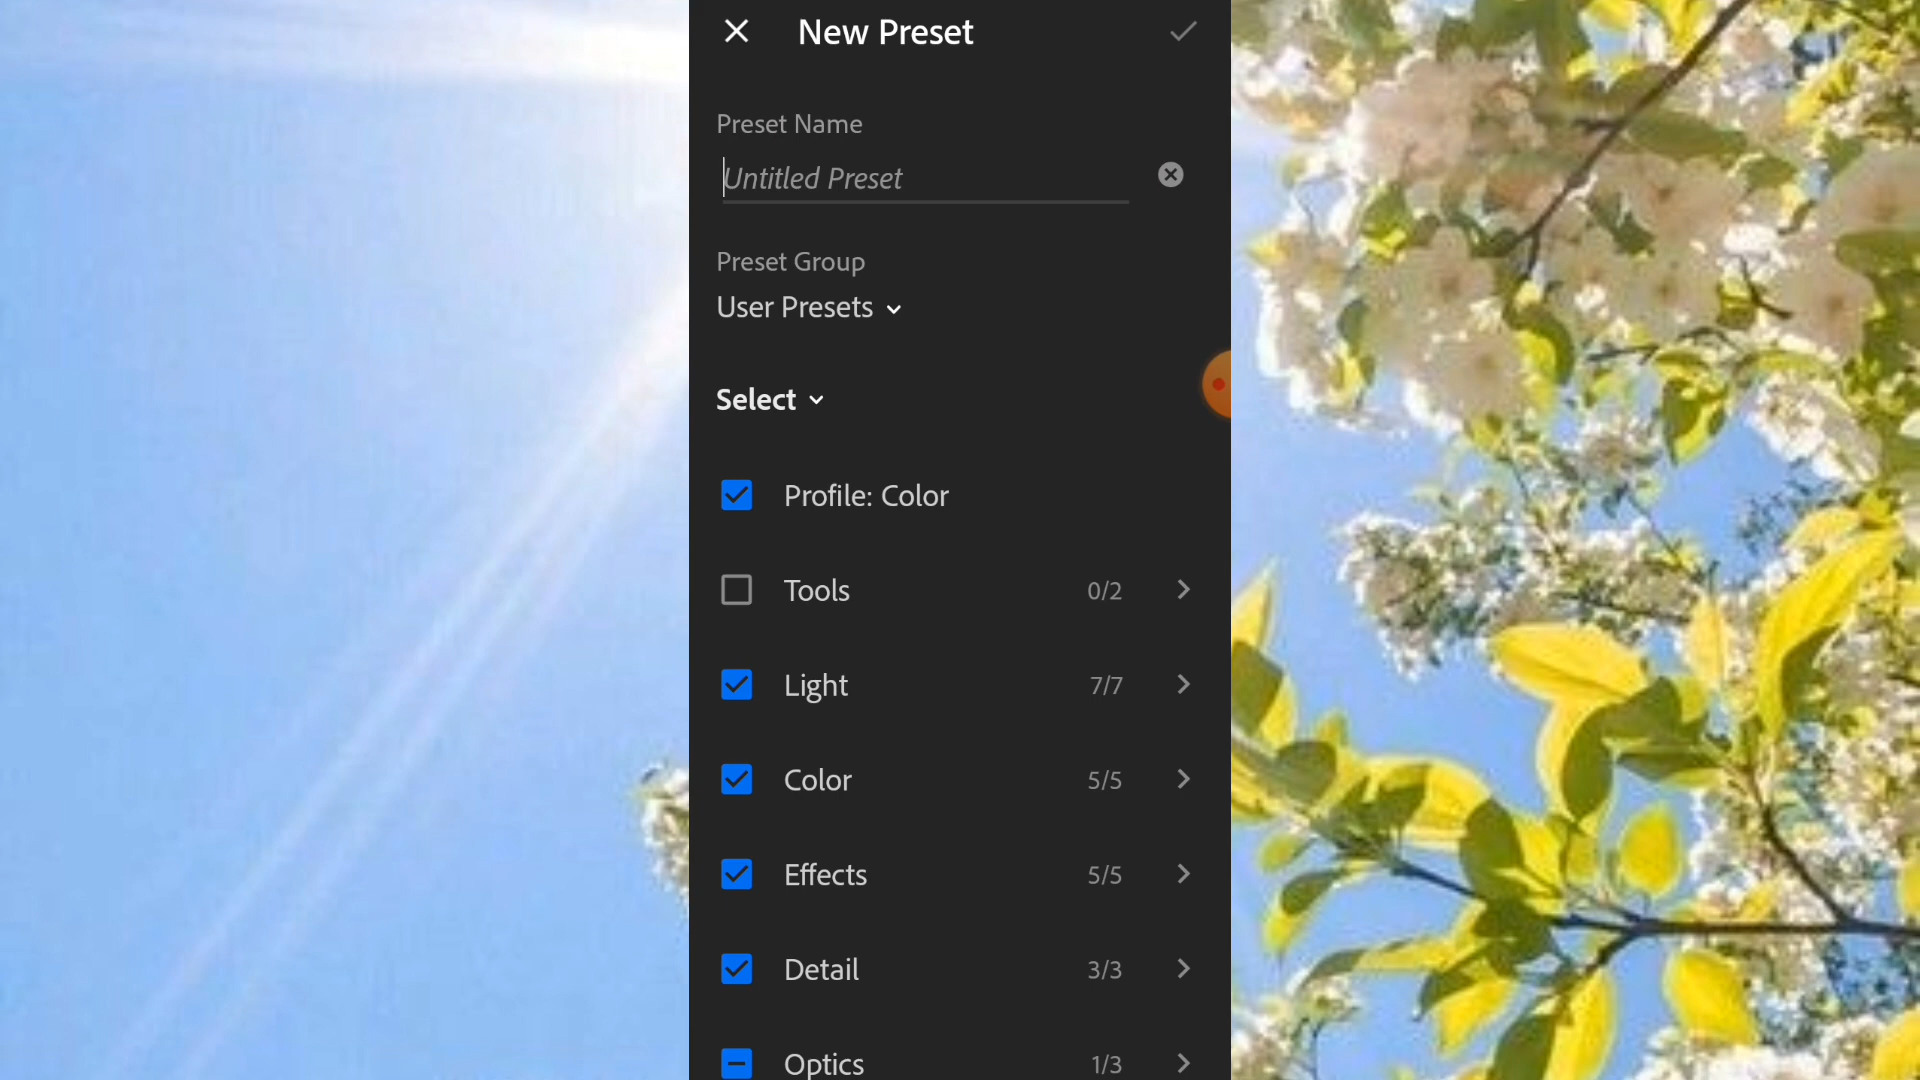 New Preset
Preset Name
Untitled Preset
Preset Group
User Presets
Select
Profile: Color
Tools 0/2
Light 7/7
Color 5/5
Effects 5/5
Detail 3/3
Optics 1/3